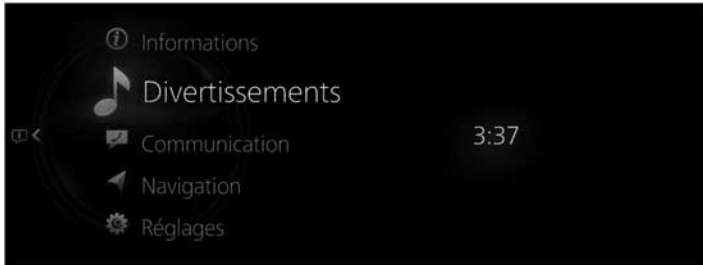 Informations
Divertissements
Communication
Navigation
Réglages
3:37